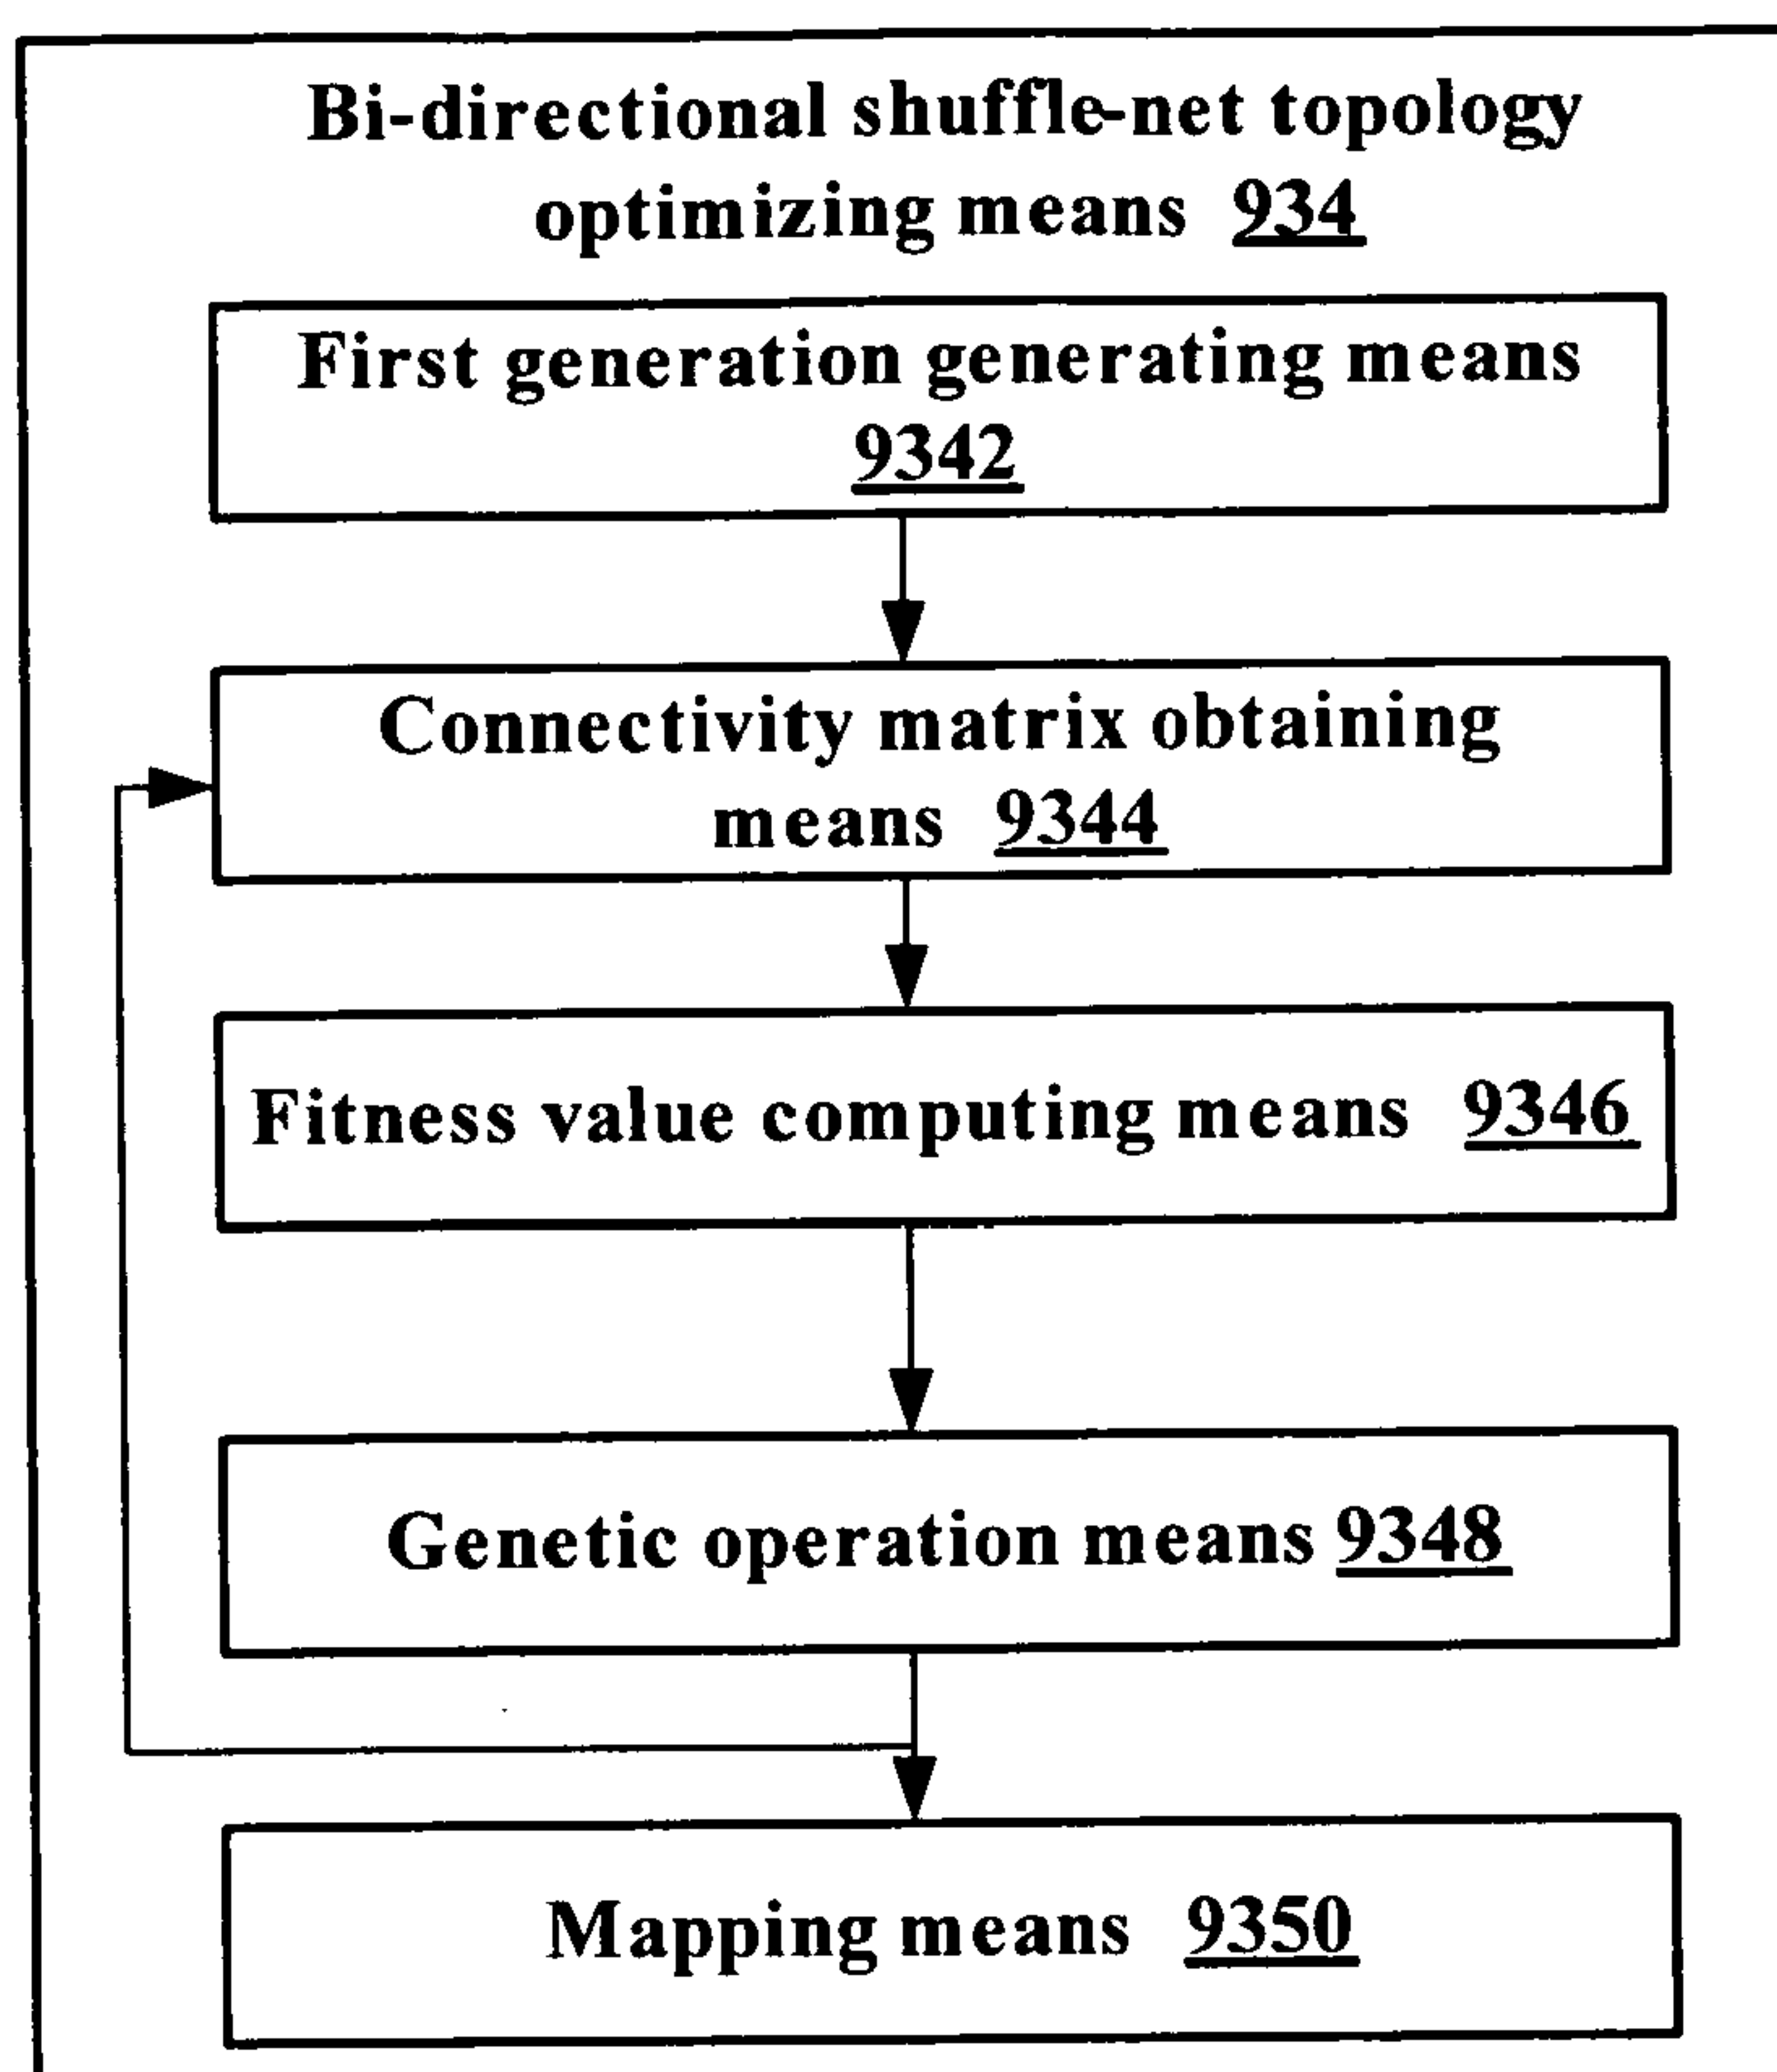 Bi-directional shuffle-net topology
optimizing means 934
First generation generating means
9342
Connectivity matrix obtaining
means 9344
Fitness value computing means 9346
Genetic operation means 9348
Mapping means 9350